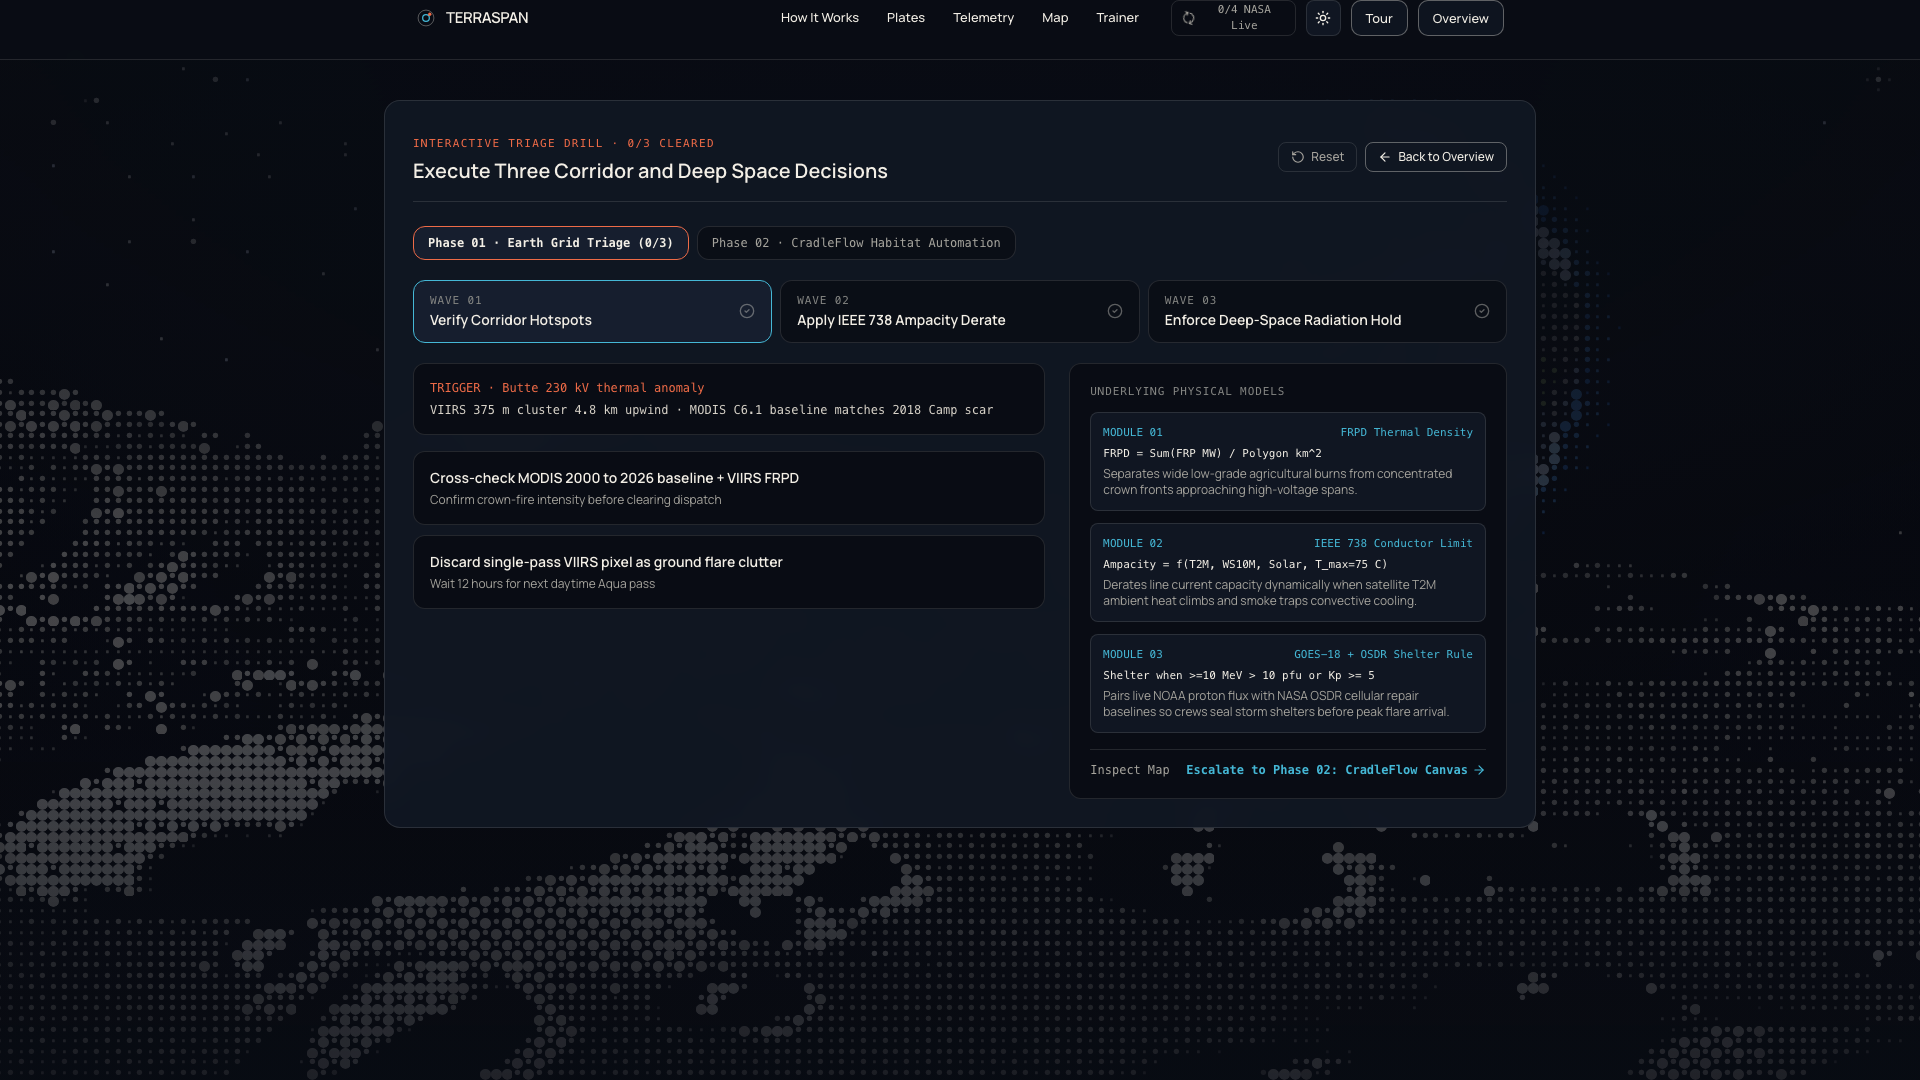 TERRASPAN
How It Works
Plates
Telemetry
Map
Trainer
0/4 NASA
Live
Tour
Overview
INTERACTIVE TRIAGE DRILL · 0/3 CLEARED
Execute Three Corridor and Deep Space Decisions
Reset
Back to Overview
Phase 01 · Earth Grid Triage (0/3)
Phase 02 · CradleFlow Habitat Automation
WAVE 01
Verify Corridor Hotspots
WAVE 02
Apply IEEE 738 Ampacity Derate
WAVE 03
Enforce Deep-Space Radiation Hold
TRIGGER · Butte 230 kV thermal anomaly
VIIRS 375 m cluster 4.8 km upwind · MODIS C6.1 baseline matches 2018 Camp scar
Cross-check MODIS 2000 to 2026 baseline + VIIRS FRPD
Confirm crown-fire intensity before clearing dispatch
Discard single-pass VIIRS pixel as ground flare clutter
Wait 12 hours for next daytime Aqua pass
UNDERLYING PHYSICAL MODELS
MODULE 01
FRPD Thermal Density
FRPD = Sum(FRP MW) / Polygon km^2
Separates wide low-grade agricultural burns from concentrated
crown fronts approaching high-voltage spans.
MODULE 02
IEEE 738 Conductor Limit
Ampacity = f(T2M, WS10M, Solar, T_max=75 C)
Derates line current capacity dynamically when satellite T2M
ambient heat climbs and smoke traps convective cooling.
MODULE 03
GOES-18 + OSDR Shelter Rule
Shelter when >=10 MeV > 10 pfu or Kp >= 5
Pairs live NOAA proton flux with NASA OSDR cellular repair
baselines so crews seal storm shelters before peak flare arrival.
Inspect Map
Escalate to Phase 02: CradleFlow Canvas